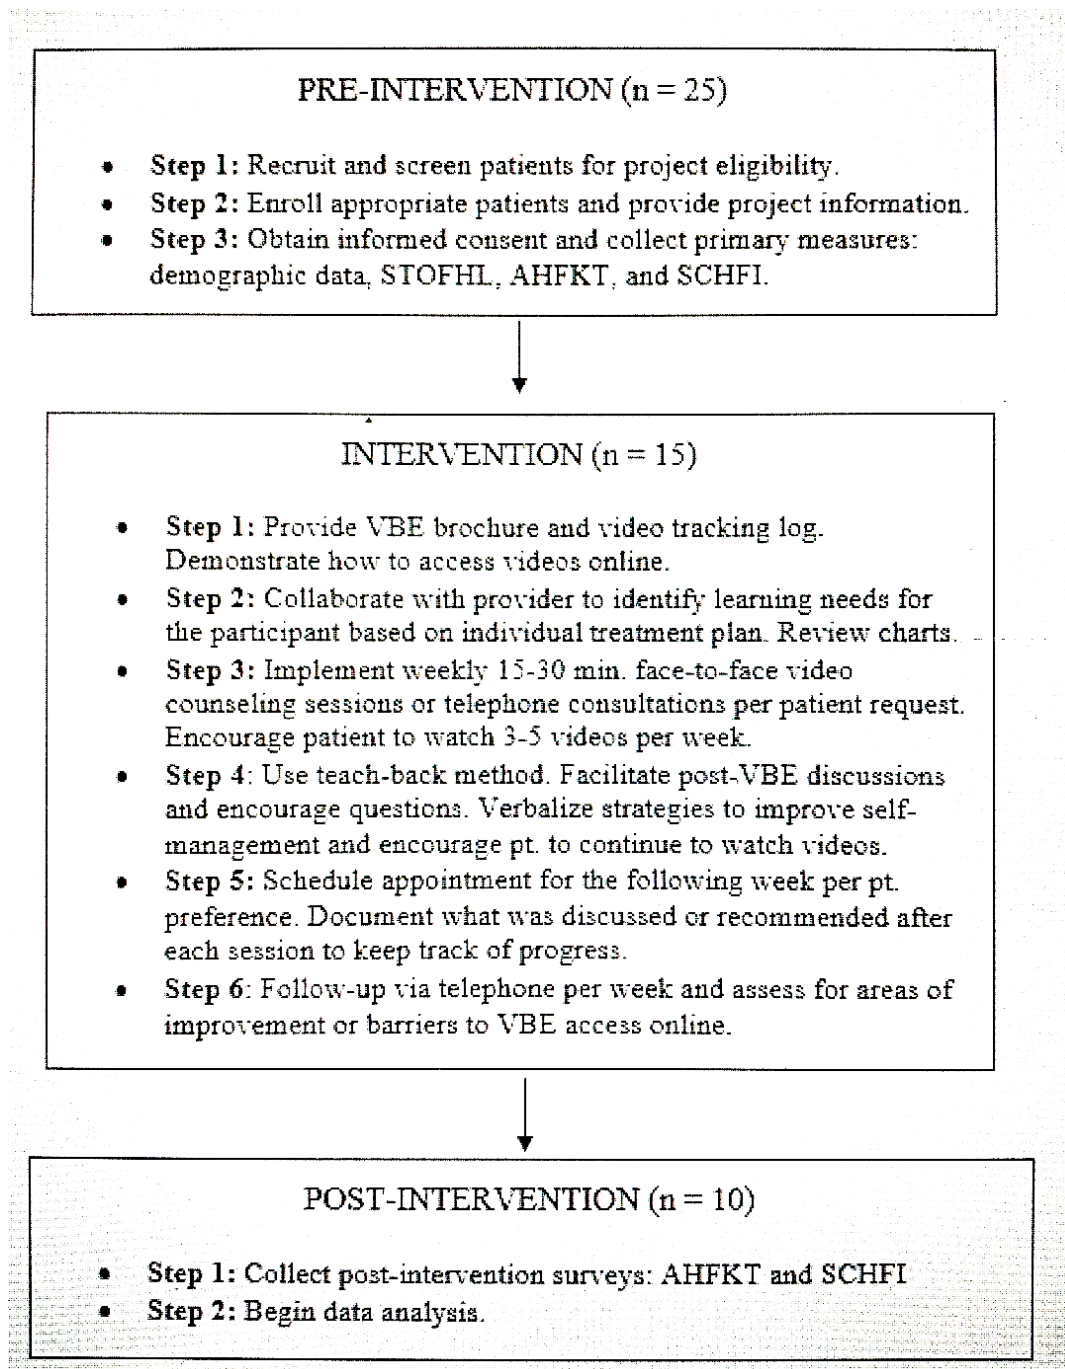 PRE-INTERVENTION (n = 25)
• Step 1: Recruit and screen patients for project eligibility.
• Step 2: Enroll appropriate patients and provide project information.
• Step 3: Obtain informed consent and collect primary measures:
demographic data, STOFHL, AHFKT, and SCHFI.
INTERVENTION (n = 15)
• Step 1: Provide VBE brochure and video tracking log.
Demonstrate how to access videos online.
• Step 2: Collaborate with provider to identify learning needs for
the participant based on individual treatment plan. Review charts.
• Step 3: Implement weekly 15-30 min. face-to-face video
counseling sessions or telephone consultations per patient request.
Encourage patient to watch 3-5 videos per week.
• Step 4: Use teach-back method. Facilitate post-VBE discussions
and encourage questions. Verbalize strategies to improve self-
management and encourage pt. to continue to watch videos.
• Step 5: Schedule appointment for the following week per pt.
preference. Document what was discussed or recommended after
each session to keep track of progress.
• Step 6: Follow-up via telephone per week and assess for areas of
improvement or barriers to VBE access online.
POST-INTERVENTION (n = 10)
• Step 1: Collect post-intervention surveys: AHFKT and SCHFI
• Step 2: Begin data analysis.